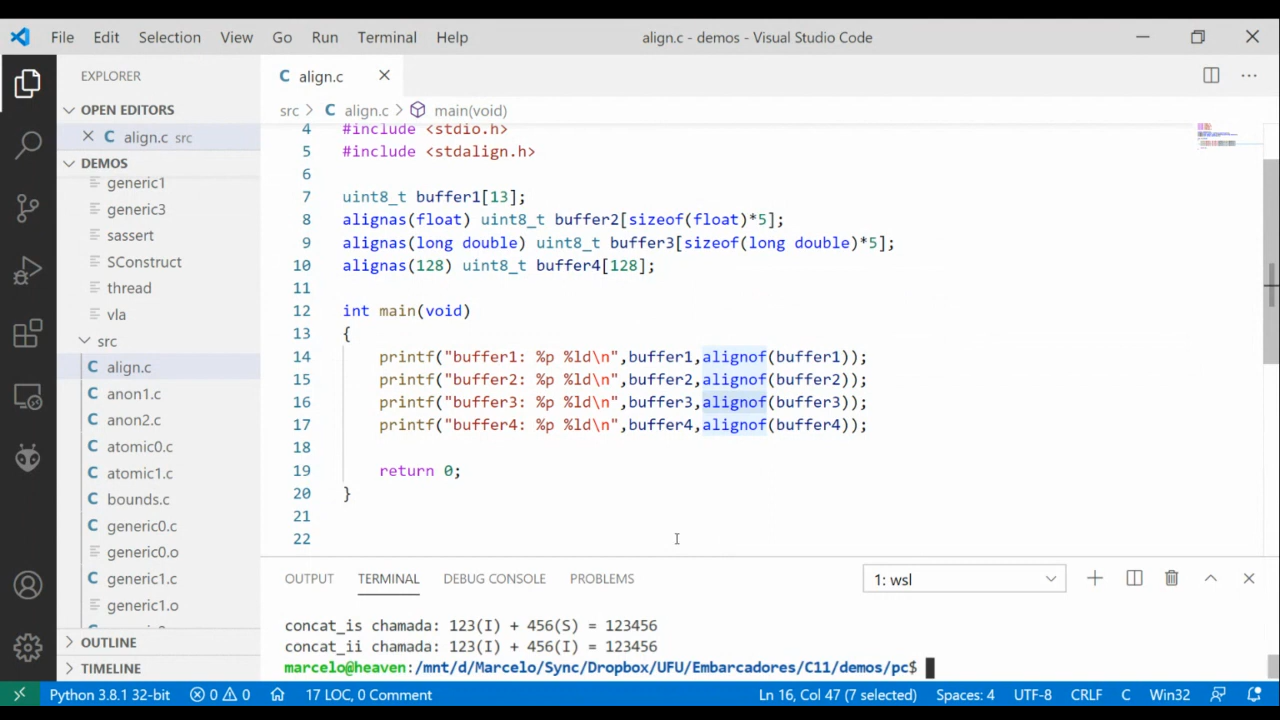 File Edit Selection View Go Run Terminal Help align.c - demos - Visual Studio Code
EXPLORER
OPEN EDITORS
align.c src
DEMOS
generic1
generic3
sassert
SConstruct
thread
vla
src
align.c
anon1.c
anon2.c
atomic0.c
atomic1.c
bounds.c
generic0.c
generic0.o
generic1.c
generic1.o
OUTLINE
TIMELINE
C align.c
src > C align.c > main(void)
4 #include <stdio.h>
5 #include <stdalign.h>
6
7 uint8_t buffer1[13];
8 alignas(float) uint8_t buffer2[sizeof(float)*5];
9 alignas(long double) uint8_t buffer3[sizeof(long double)*5];
10 alignas(128) uint8_t buffer4[128];
11
12 int main(void)
13 {
14 printf("buffer1: %p %ld\n",buffer1,alignof(buffer1));
15 printf("buffer2: %p %ld\n",buffer2,alignof(buffer2));
16 printf("buffer3: %p %ld\n",buffer3,alignof(buffer3));
17 printf("buffer4: %p %ld\n",buffer4,alignof(buffer4));
18
19 return 0;
20 }
21
22
OUTPUT TERMINAL DEBUG CONSOLE PROBLEMS 1: wsl
concat_is chamada: 123(I) + 456(S) = 123456
concat_ii chamada: 123(I) + 456(I) = 123456
marcelo@heaven:/mnt/d/Marcelo/Sync/Dropbox/UFU/Embarcadores/C11/demos/pc$
Python 3.8.1 32-bit 0 0 17 LOC, 0 Comment Ln 16, Col 47 (7 selected) Spaces: 4 UTF-8 CRLF C Win32